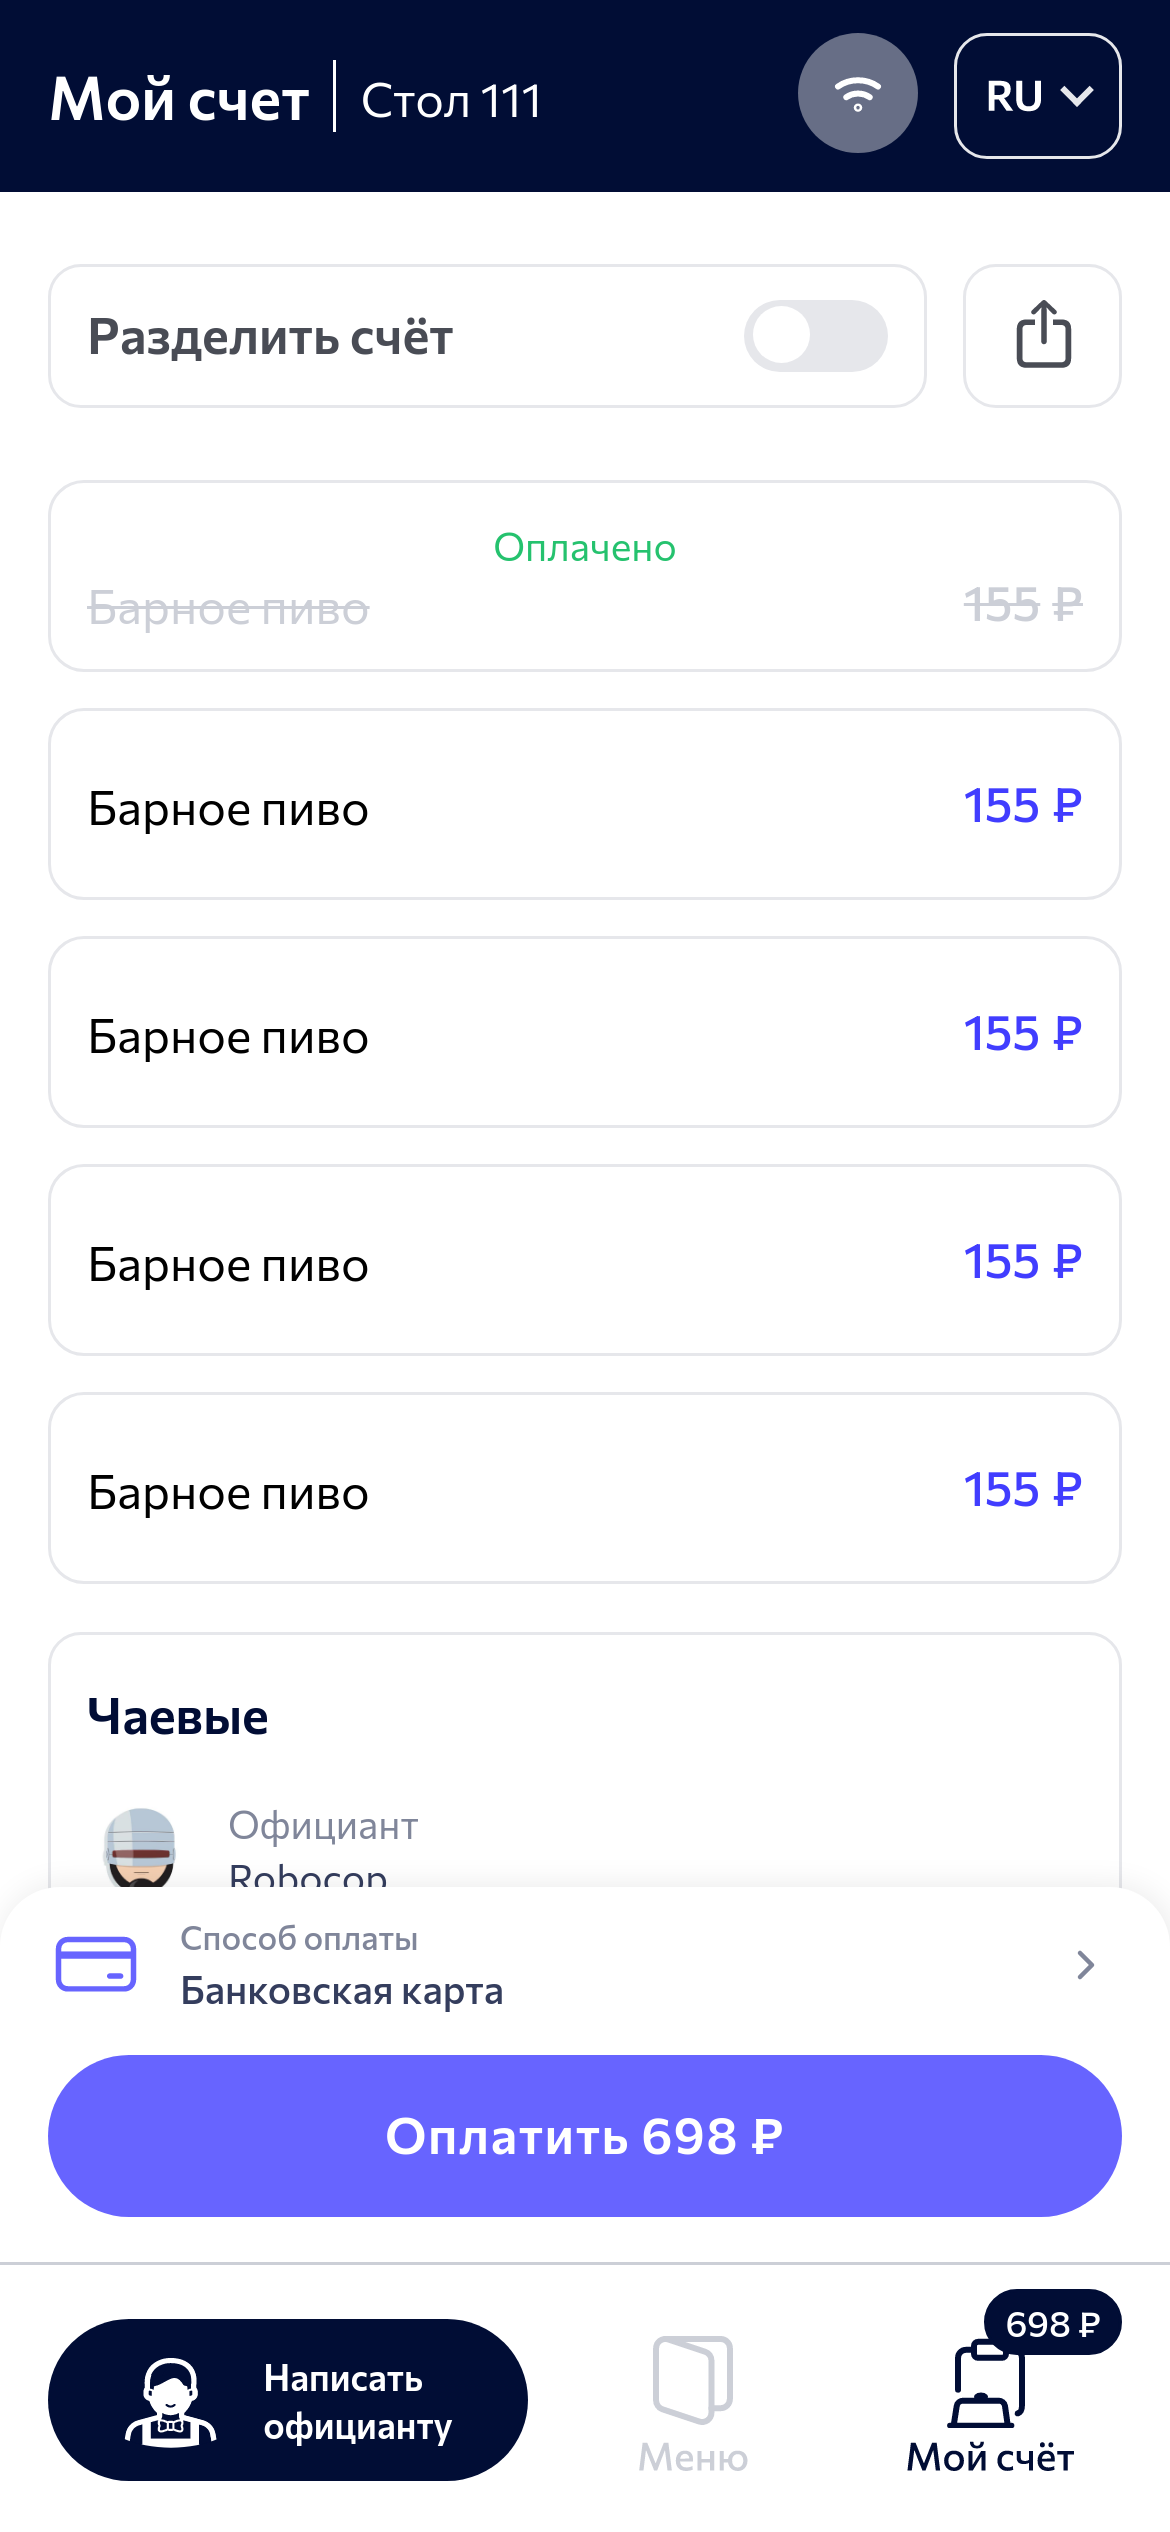 Мой счет
Стол 111
RU
Разделить счёт
Оплачено
Барное пиво
155 ₽
Барное пиво
155 ₽
Барное пиво
155 ₽
Барное пиво
155 ₽
Барное пиво
155 ₽
Чаевые
Официант
Robocop
Способ оплаты
Банковская карта
Оплатить 698 ₽
Написать
официанту
Меню
698 ₽
Мой счёт